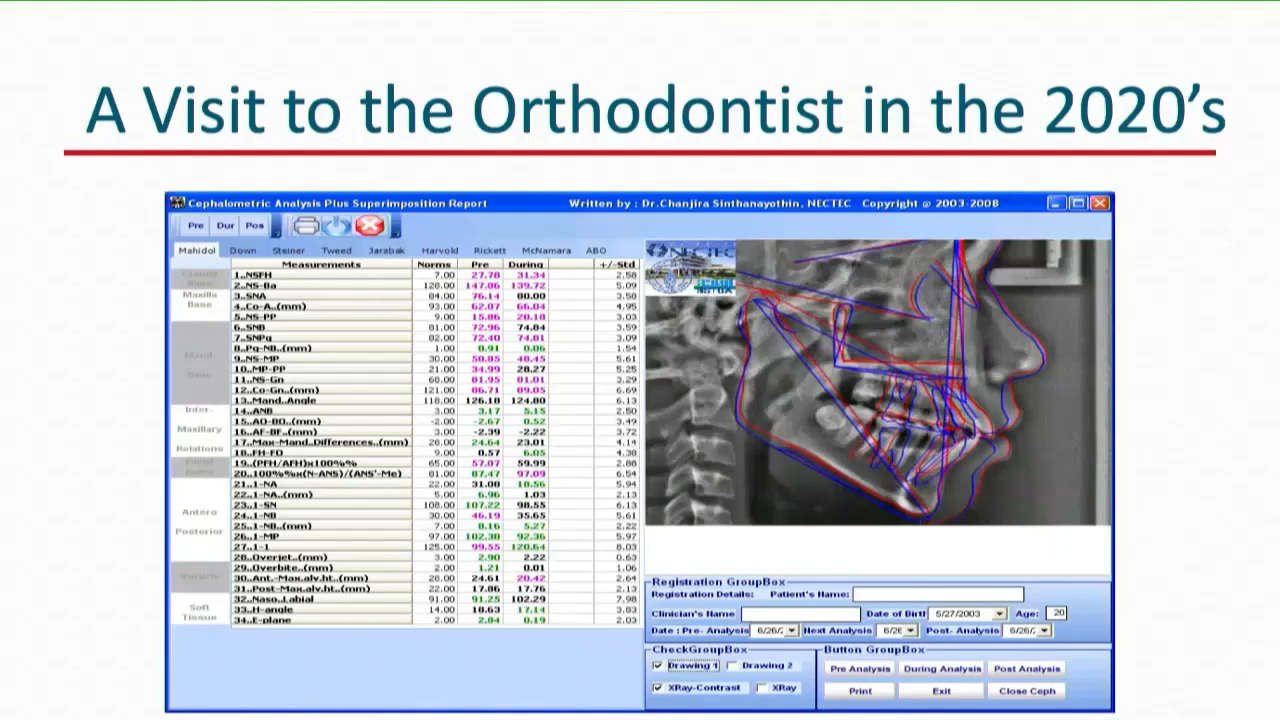 A Visit to the Orthodontist in the 2020's
Cephalometric Analysis Plus Superimposition Report Written by : Dr.Chanjira Sinthanayothin, NECTEC Copyright @ 2003-2008
Pre Dur Pos
Mahidol Down Steiner Tweed Jarabak Harvold Rickett McNamara ABO
Measurements Norms Pre During +/-Std
1..NSFH 7.00 27.78 31.34 2.58
2..NS-Ba 128.00 147.86 139.72 5.09
Maxilla Base
3..SNA 84.00 76.14 80.00 3.58
4..Co-A..(mm) 93.00 62.07 66.04 4.95
5..NS-PP 9.00 15.86 20.18 3.03
6..SNB 81.00 72.96 74.84 3.59
7..SNPg 82.00 72.40 74.81 3.09
8..Pg-NB..(mm) 1.00 0.91 0.06 1.54
9..NS-MP 30.00 50.85 48.45 5.61
10..MP-PP 21.00 34.99 28.27 5.25
11..NS-Gn 68.00 81.95 81.01 3.29
12..Co-Gn..(mm) 121.00 86.71 89.05 6.69
13..Mand..Angle 118.00 126.18 124.80 6.13
Inter-
Maxillary
Relations
14..ANB 3.00 3.17 5.15 2.50
15..AO-BO..(mm) -2.00 -2.67 0.52 3.49
16..AF-BF..(mm) 3.00 -2.39 -2.22 3.72
17..Max-Mand..Differences..(mm) 28.00 24.64 23.01 4.14
18..FH-FO 9.00 0.57 6.05 4.38
19..(PFH/AFH)x100%% 65.00 57.07 59.99 2.88
20..100%%x(N-ANS)/(ANS'-Me) 81.00 87.47 97.09 6.54
Antero
Posterior
21..1-NA 22.00 31.08 18.56 5.94
22..1-NA..(mm) 5.00 6.96 1.03 2.13
23..1-SN 108.00 107.22 98.55 6.13
24..1-NB 30.00 46.19 35.65 5.61
25..1-NB..(mm) 7.00 8.16 5.27 2.22
26..1-MP 97.00 102.38 92.36 5.97
27..1-1 125.00 99.55 120.64 8.03
28..Overjet..(mm) 3.00 2.90 2.22 0.63
29..Overbite..(mm) 2.00 1.21 0.01 1.06
30..Ant.-Max.alv.ht..(mm) 28.00 24.61 20.42 2.64
31..Post-Max.alv.ht..(mm) 22.00 17.86 17.76 2.13
Soft
Tissue
32..Naso..Labial 91.00 91.25 102.29 7.98
33..H-angle 14.00 18.63 17.14 3.83
34..E-plane 2.00 2.84 0.19 2.03
NECTEC
Registration GroupBox
Registration Details: Patient's Name:
Clinician's Name Date of Birth 5/27/2003 Age: 20
Date : Pre- Analysis 6/26/2 Next Analysis 6/26 Post- Analysis 6/26/
CheckGroupBox
Drawing 1 Drawing 2
XRay-Contrast XRay
Button GroupBox
Pre Analysis During Analysis Post Analysis
Print Exit Close Ceph